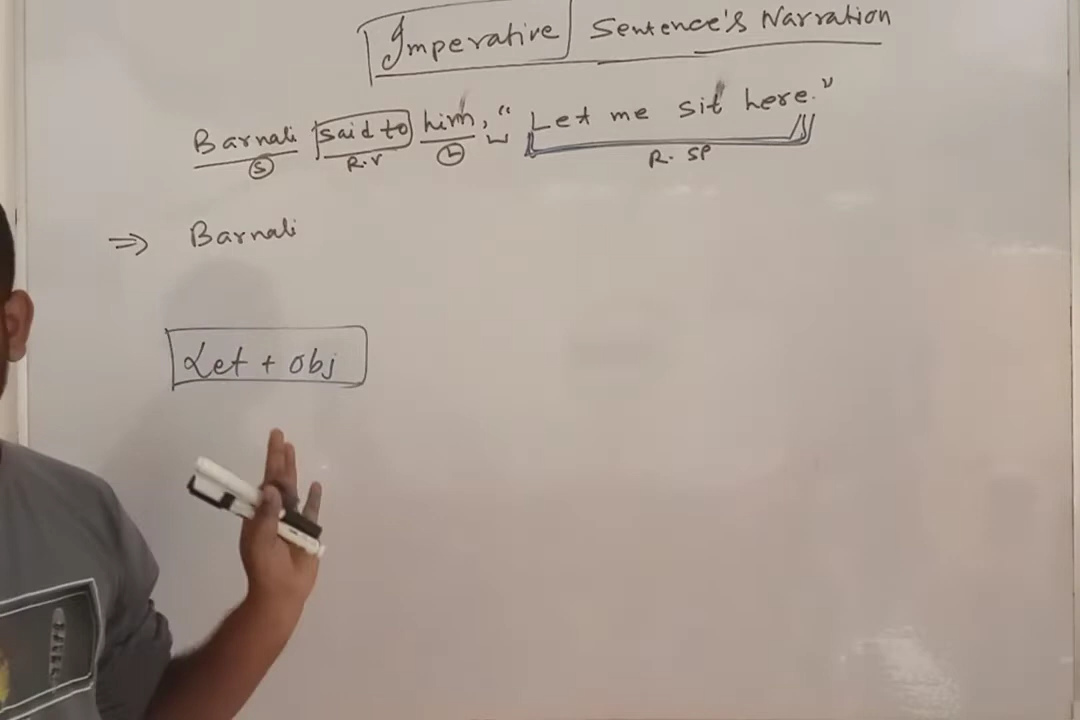 Imperative Sentence's Narration
Barnali said to him, "Let me sit here."
S R.V L R. SP
⇒ Barnali
Let + obj